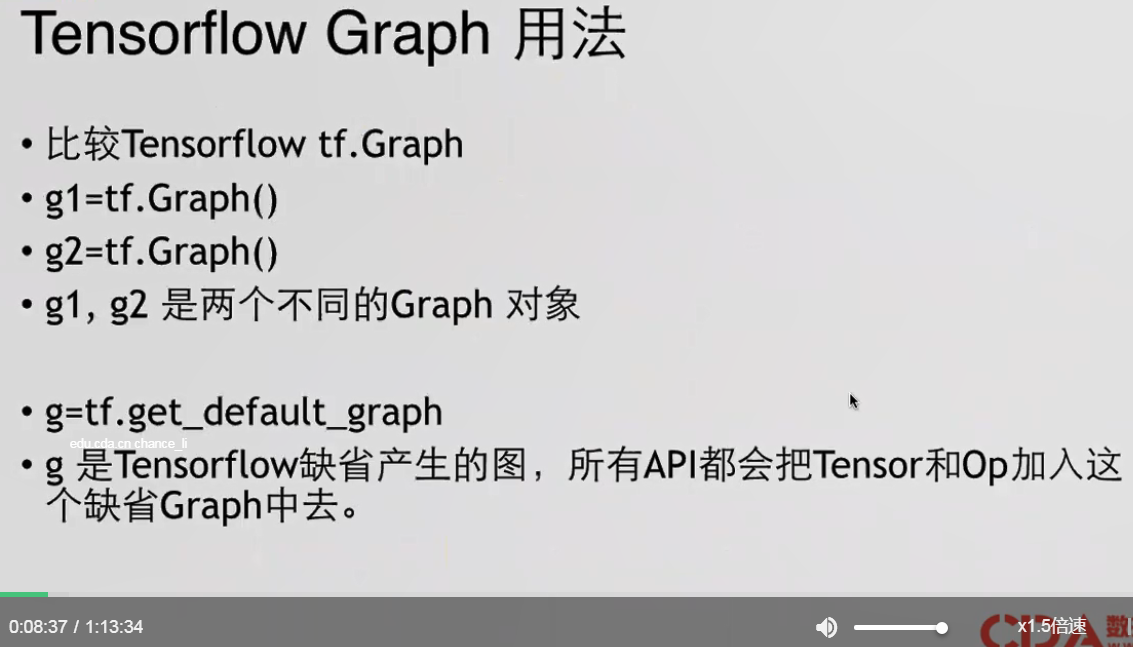 Tensorflow Graph 用法
• 比较Tensorflow tf.Graph
• g1=tf.Graph()
• g2=tf.Graph()
• g1, g2 是两个不同的Graph 对象
• g=tf.get_default_graph
edu.cda.cn chance_li
• g 是Tensorflow缺省产生的图，所有API都会把Tensor和Op加入这
个缺省Graph中去。
0:08:37 / 1:13:34
x1.5倍速
CDA 数